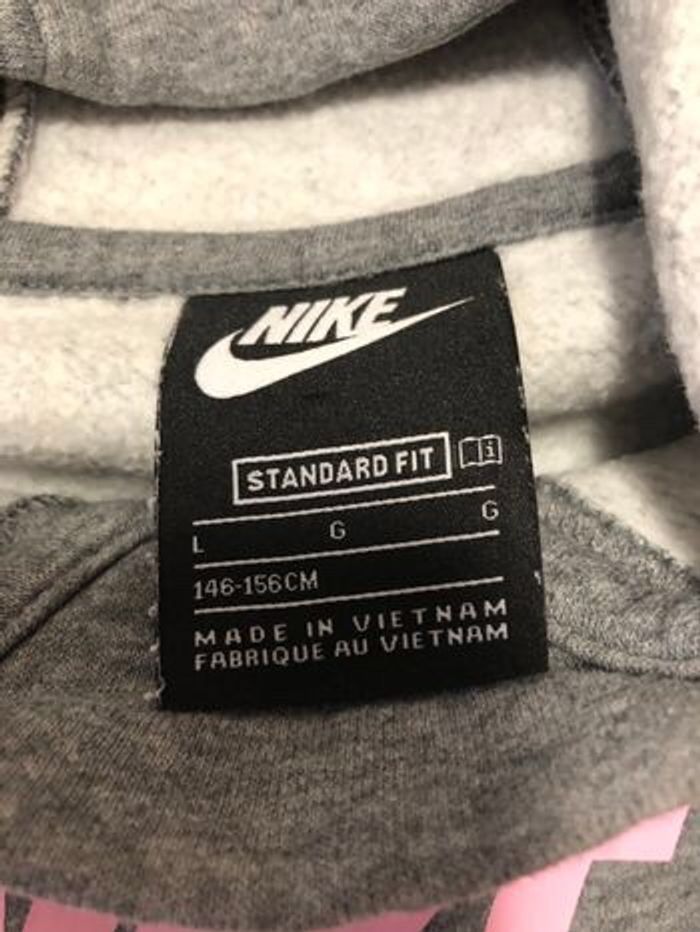 NIKE
STANDARD FIT i
L G G
146-156CM
MADE IN VIETNAM
FABRIQUE AU VIETNAM